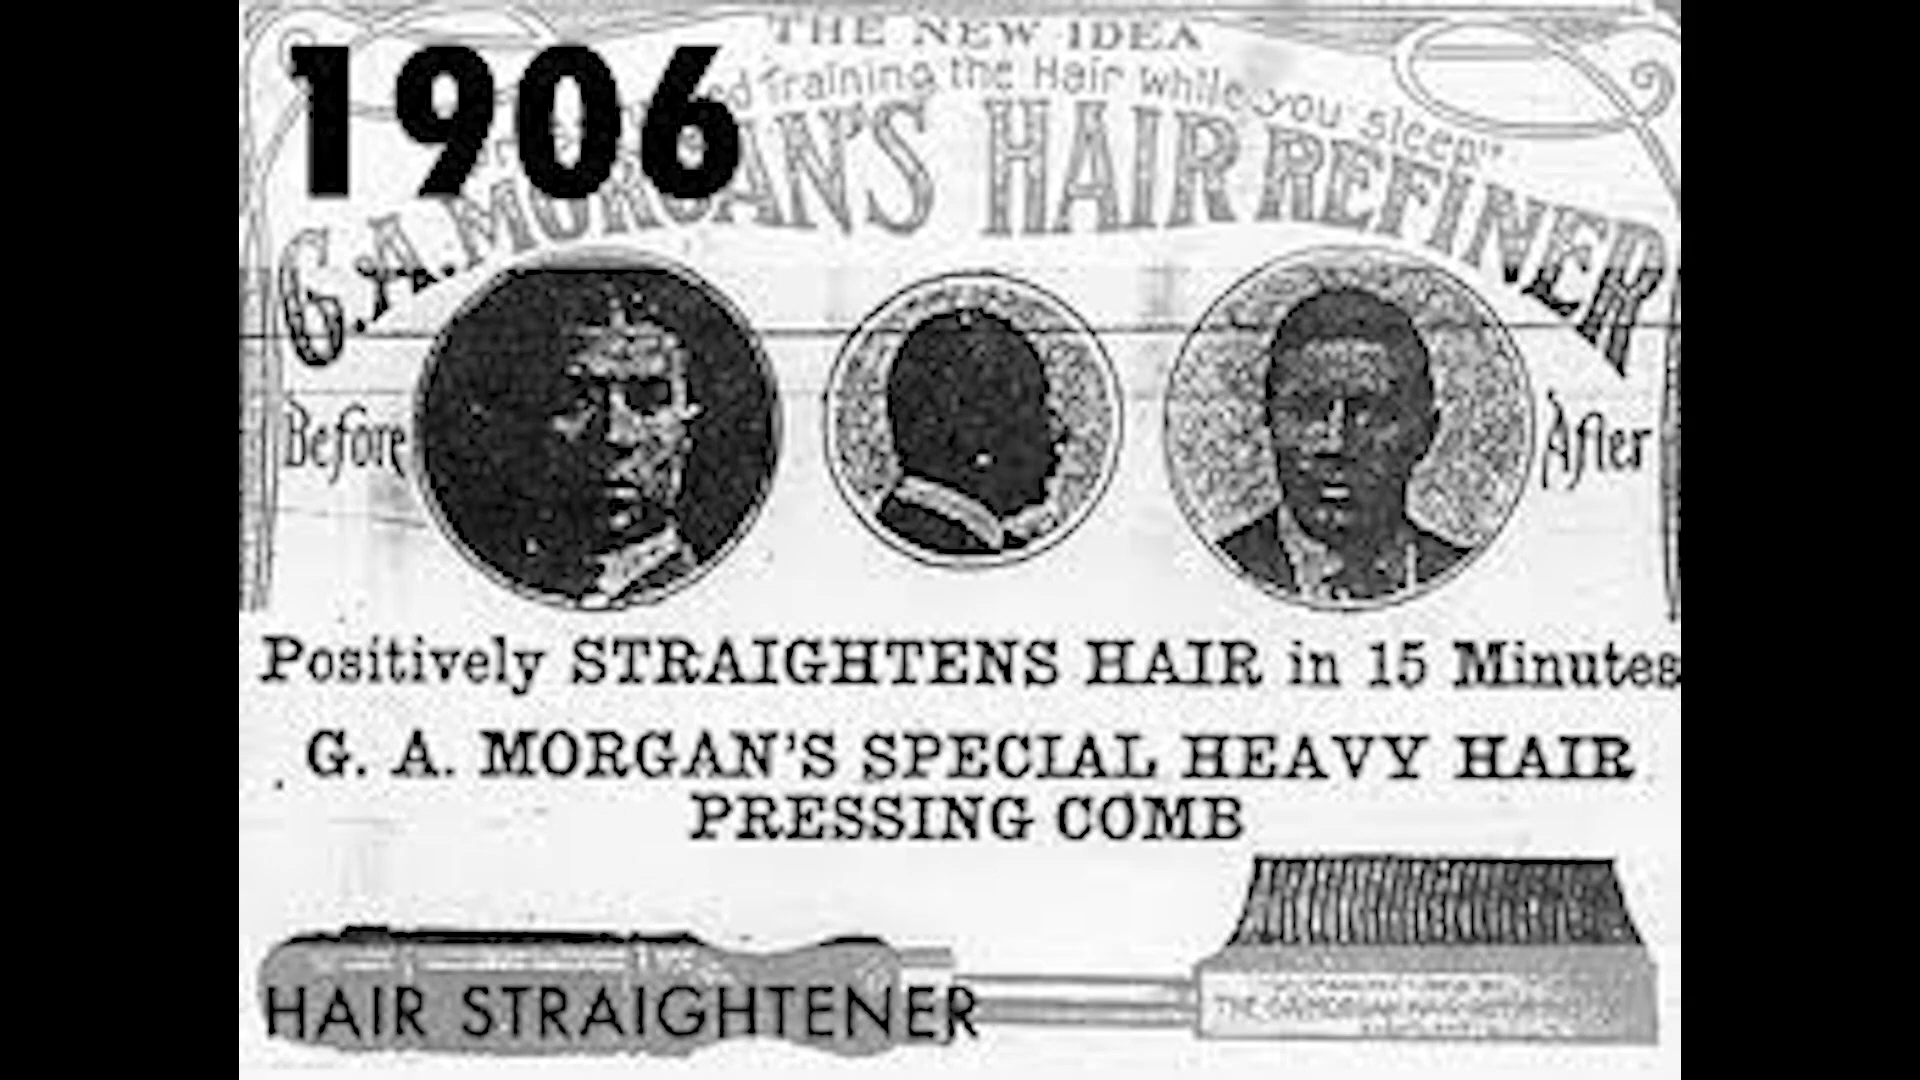 1906
THE NEW IDEA
Training the Hair while you sleep"
G.A. MORGAN'S HAIR REFINER
Before
After
Positively STRAIGHTENS HAIR in 15 Minutes
G. A. MORGAN'S SPECIAL HEAVY HAIR
PRESSING COMB
HAIR STRAIGHTENER